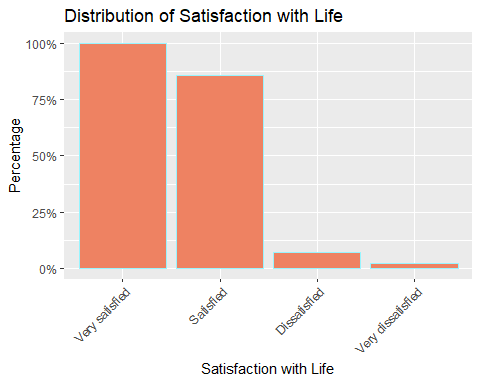 Distribution of Satisfaction with Life
100%
75%
50%
25%
0%
Percentage
Very satisfied
Satisfied
Dissatisfied
Very dissatisfied
Satisfaction with Life